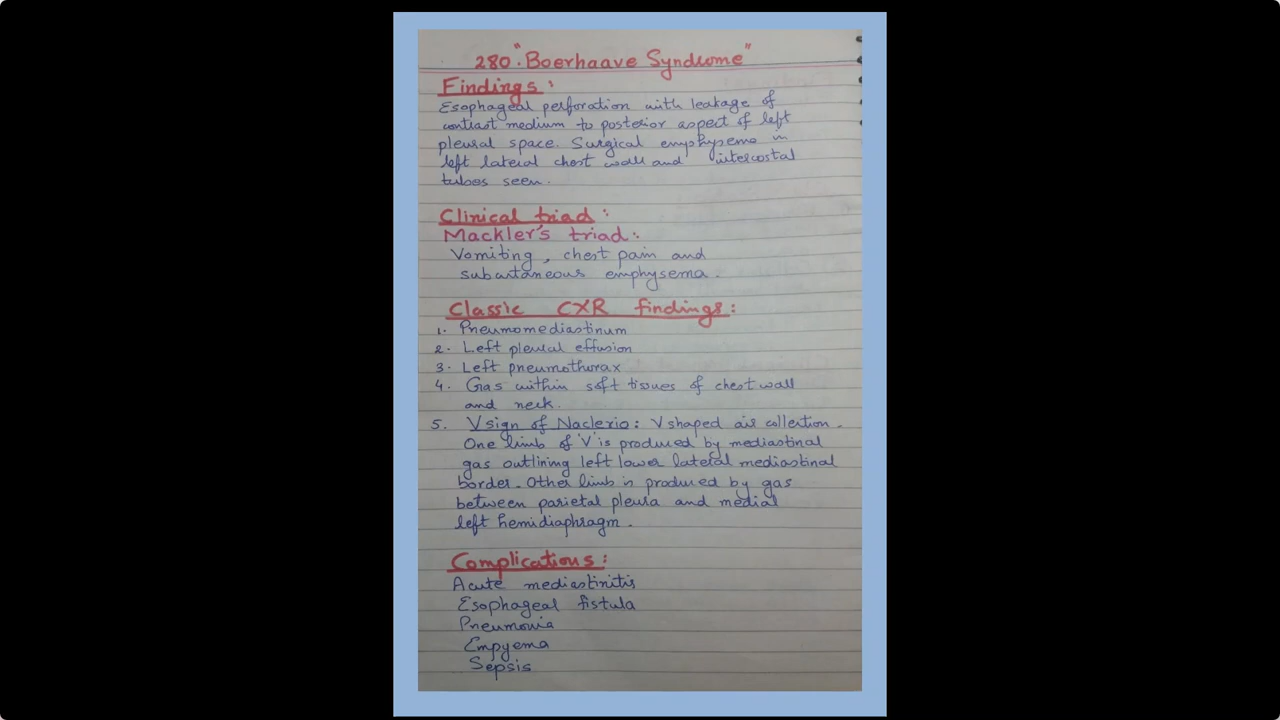 280. "Boerhaave Syndrome"
Findings:
Esophageal perforation with leakage of
contrast medium to posterior aspect of left
pleural space. Surgical emphysema in
left lateral chest wall and intercostal
tubes seen.
Clinical triad:
Mackler's triad:
Vomiting, chest pain and
subcutaneous emphysema.
Classic CXR findings:
1. Pneumomediastinum
2. Left pleural effusion
3. Left pneumothorax
4. Gas within soft tissues of chest wall
and neck.
5. V sign of Naclerio: V shaped air collection.
One limb of 'V' is produced by mediastinal
gas outlining left lower lateral mediastinal
border. Other limb is produced by gas
between parietal pleura and medial
left hemidiaphragm.
Complications:
Acute mediastinitis
Esophageal fistula
Pneumonia
Empyema
Sepsis